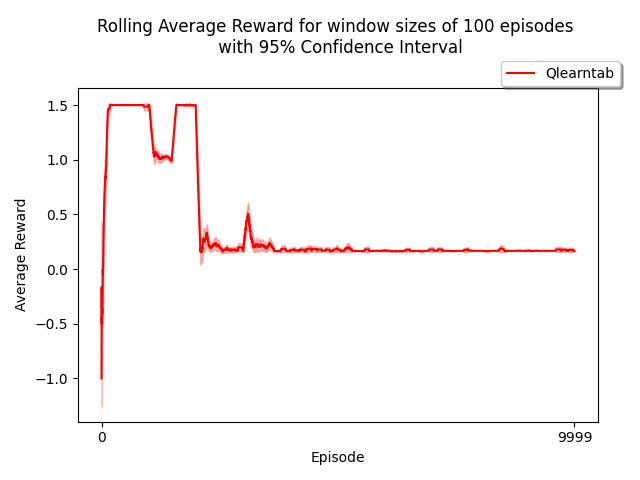 Rolling Average Reward for window sizes of 100 episodes
with 95% Confidence Interval
Qlearntab
1.5
1.0
0.5
0.0
−0.5
−1.0
Average Reward
0
9999
Episode